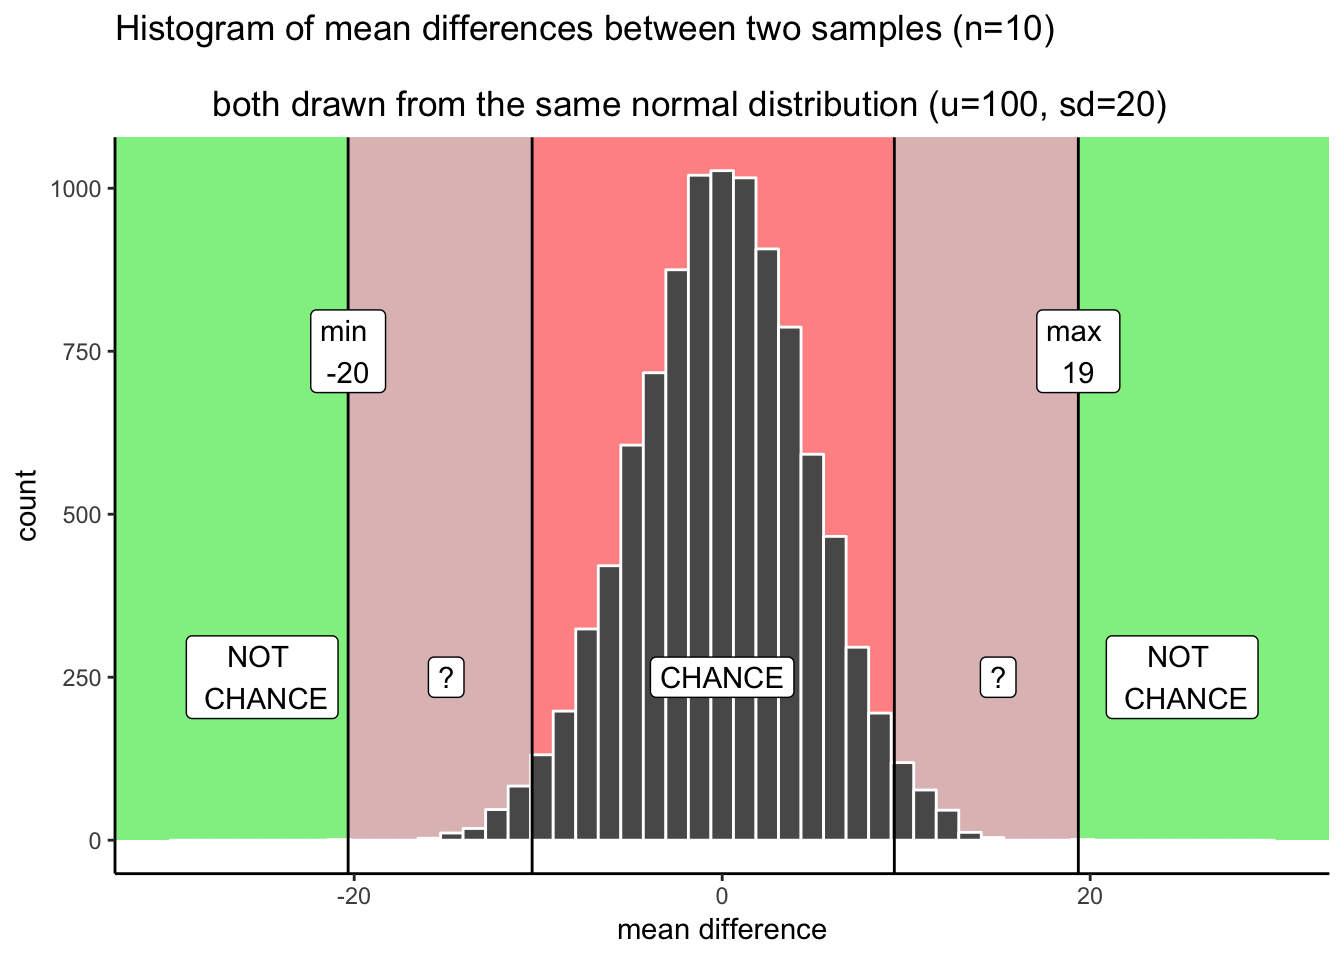 Histogram of mean differences between two samples (n=10)
both drawn from the same normal distribution (u=100, sd=20)
1000
750
500
250
0
count
min
-20
max
19
NOT
CHANCE
?
CHANCE
?
NOT
CHANCE
-20
0
20
mean difference